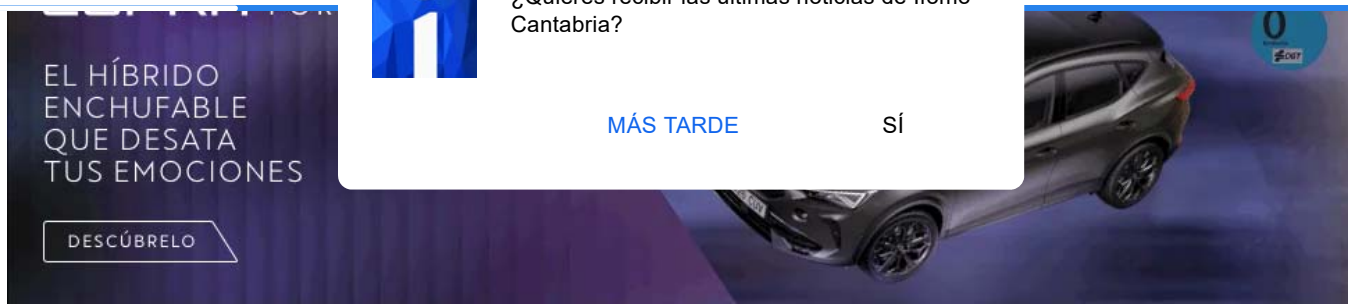 Cantabria?
MÁS TARDE
SÍ
EL HÍBRIDO
ENCHUFABLE
QUE DESATA
TUS EMOCIONES
DESCÚBRELO
0